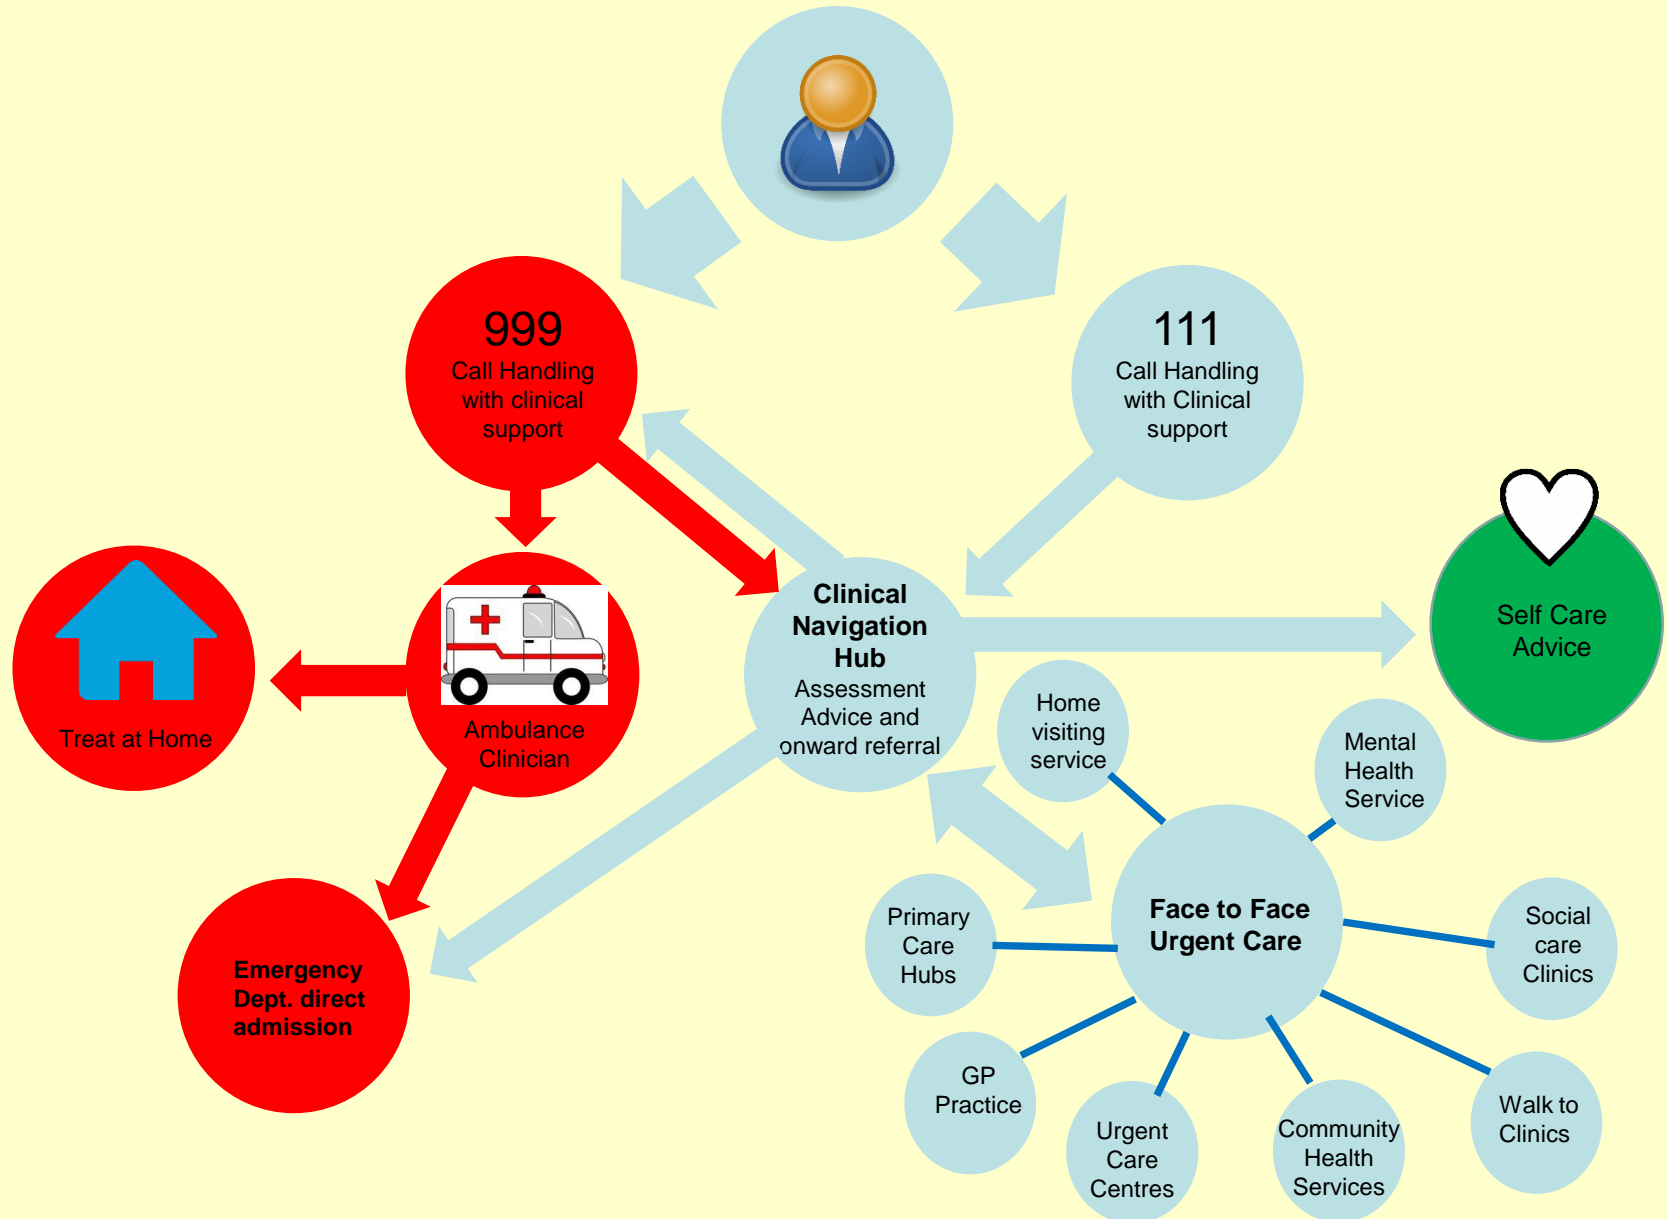 999
Call Handling
with clinical
support
111
Call Handling
with Clinical
support
Treat at Home
Ambulance
Clinician
Clinical
Navigation
Hub
Assessment
Advice and
onward referral
Self Care
Advice
Emergency
Dept. direct
admission
Home
visiting
service
Mental
Health
Service
Face to Face
Urgent Care
Primary
Care
Hubs
Social
care
Clinics
GP
Practice
Urgent
Care
Centres
Community
Health
Services
Walk to
Clinics